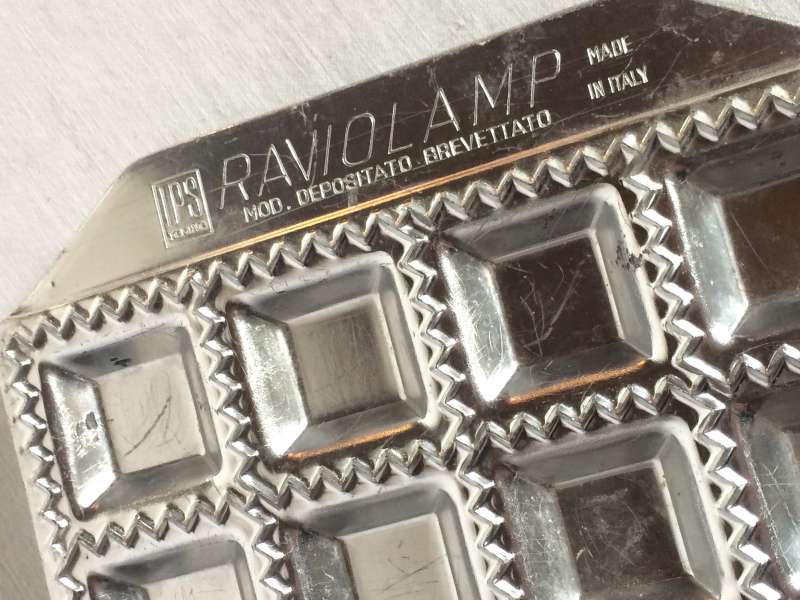 IPS
RAVIOLAMP
MOD. DEPOSITATO. BREVETTATO
MADE
IN ITALY